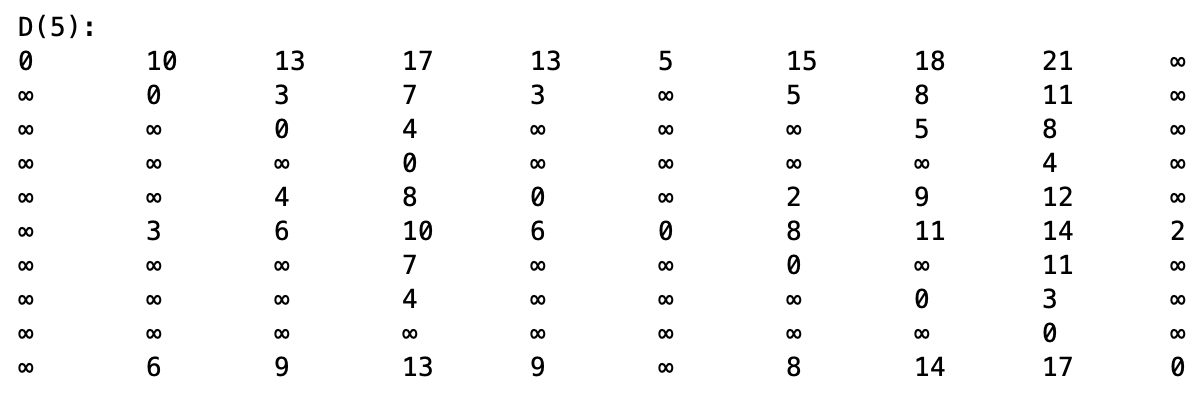 D(5):
0 10 13 17 13 5 15 18 21 ∞
∞ 0 3 7 3 ∞ 5 8 11 ∞
∞ ∞ 0 4 ∞ ∞ ∞ 5 8 ∞
∞ ∞ ∞ 0 ∞ ∞ ∞ ∞ 4 ∞
∞ ∞ 4 8 0 ∞ 2 9 12 ∞
∞ 3 6 10 6 0 8 11 14 2
∞ ∞ ∞ 7 ∞ ∞ 0 ∞ 11 ∞
∞ ∞ ∞ 4 ∞ ∞ ∞ 0 3 ∞
∞ ∞ ∞ ∞ ∞ ∞ ∞ ∞ 0 ∞
∞ 6 9 13 9 ∞ 8 14 17 0